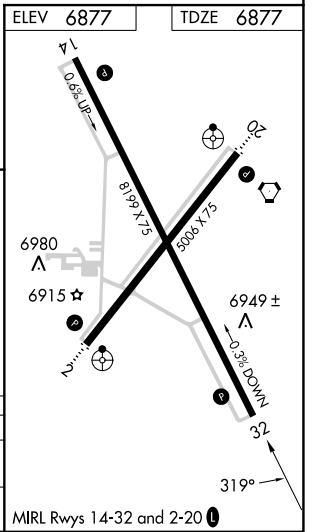 ELEV 6877
TDZE 6877
14
P
0.6% UP
20
8199 X 75
5006 X 75
P
6980
6915
6949 ±
P
P
2
0.3% DOWN
32
319°
MIRL Rwys 14-32 and 2-20 L